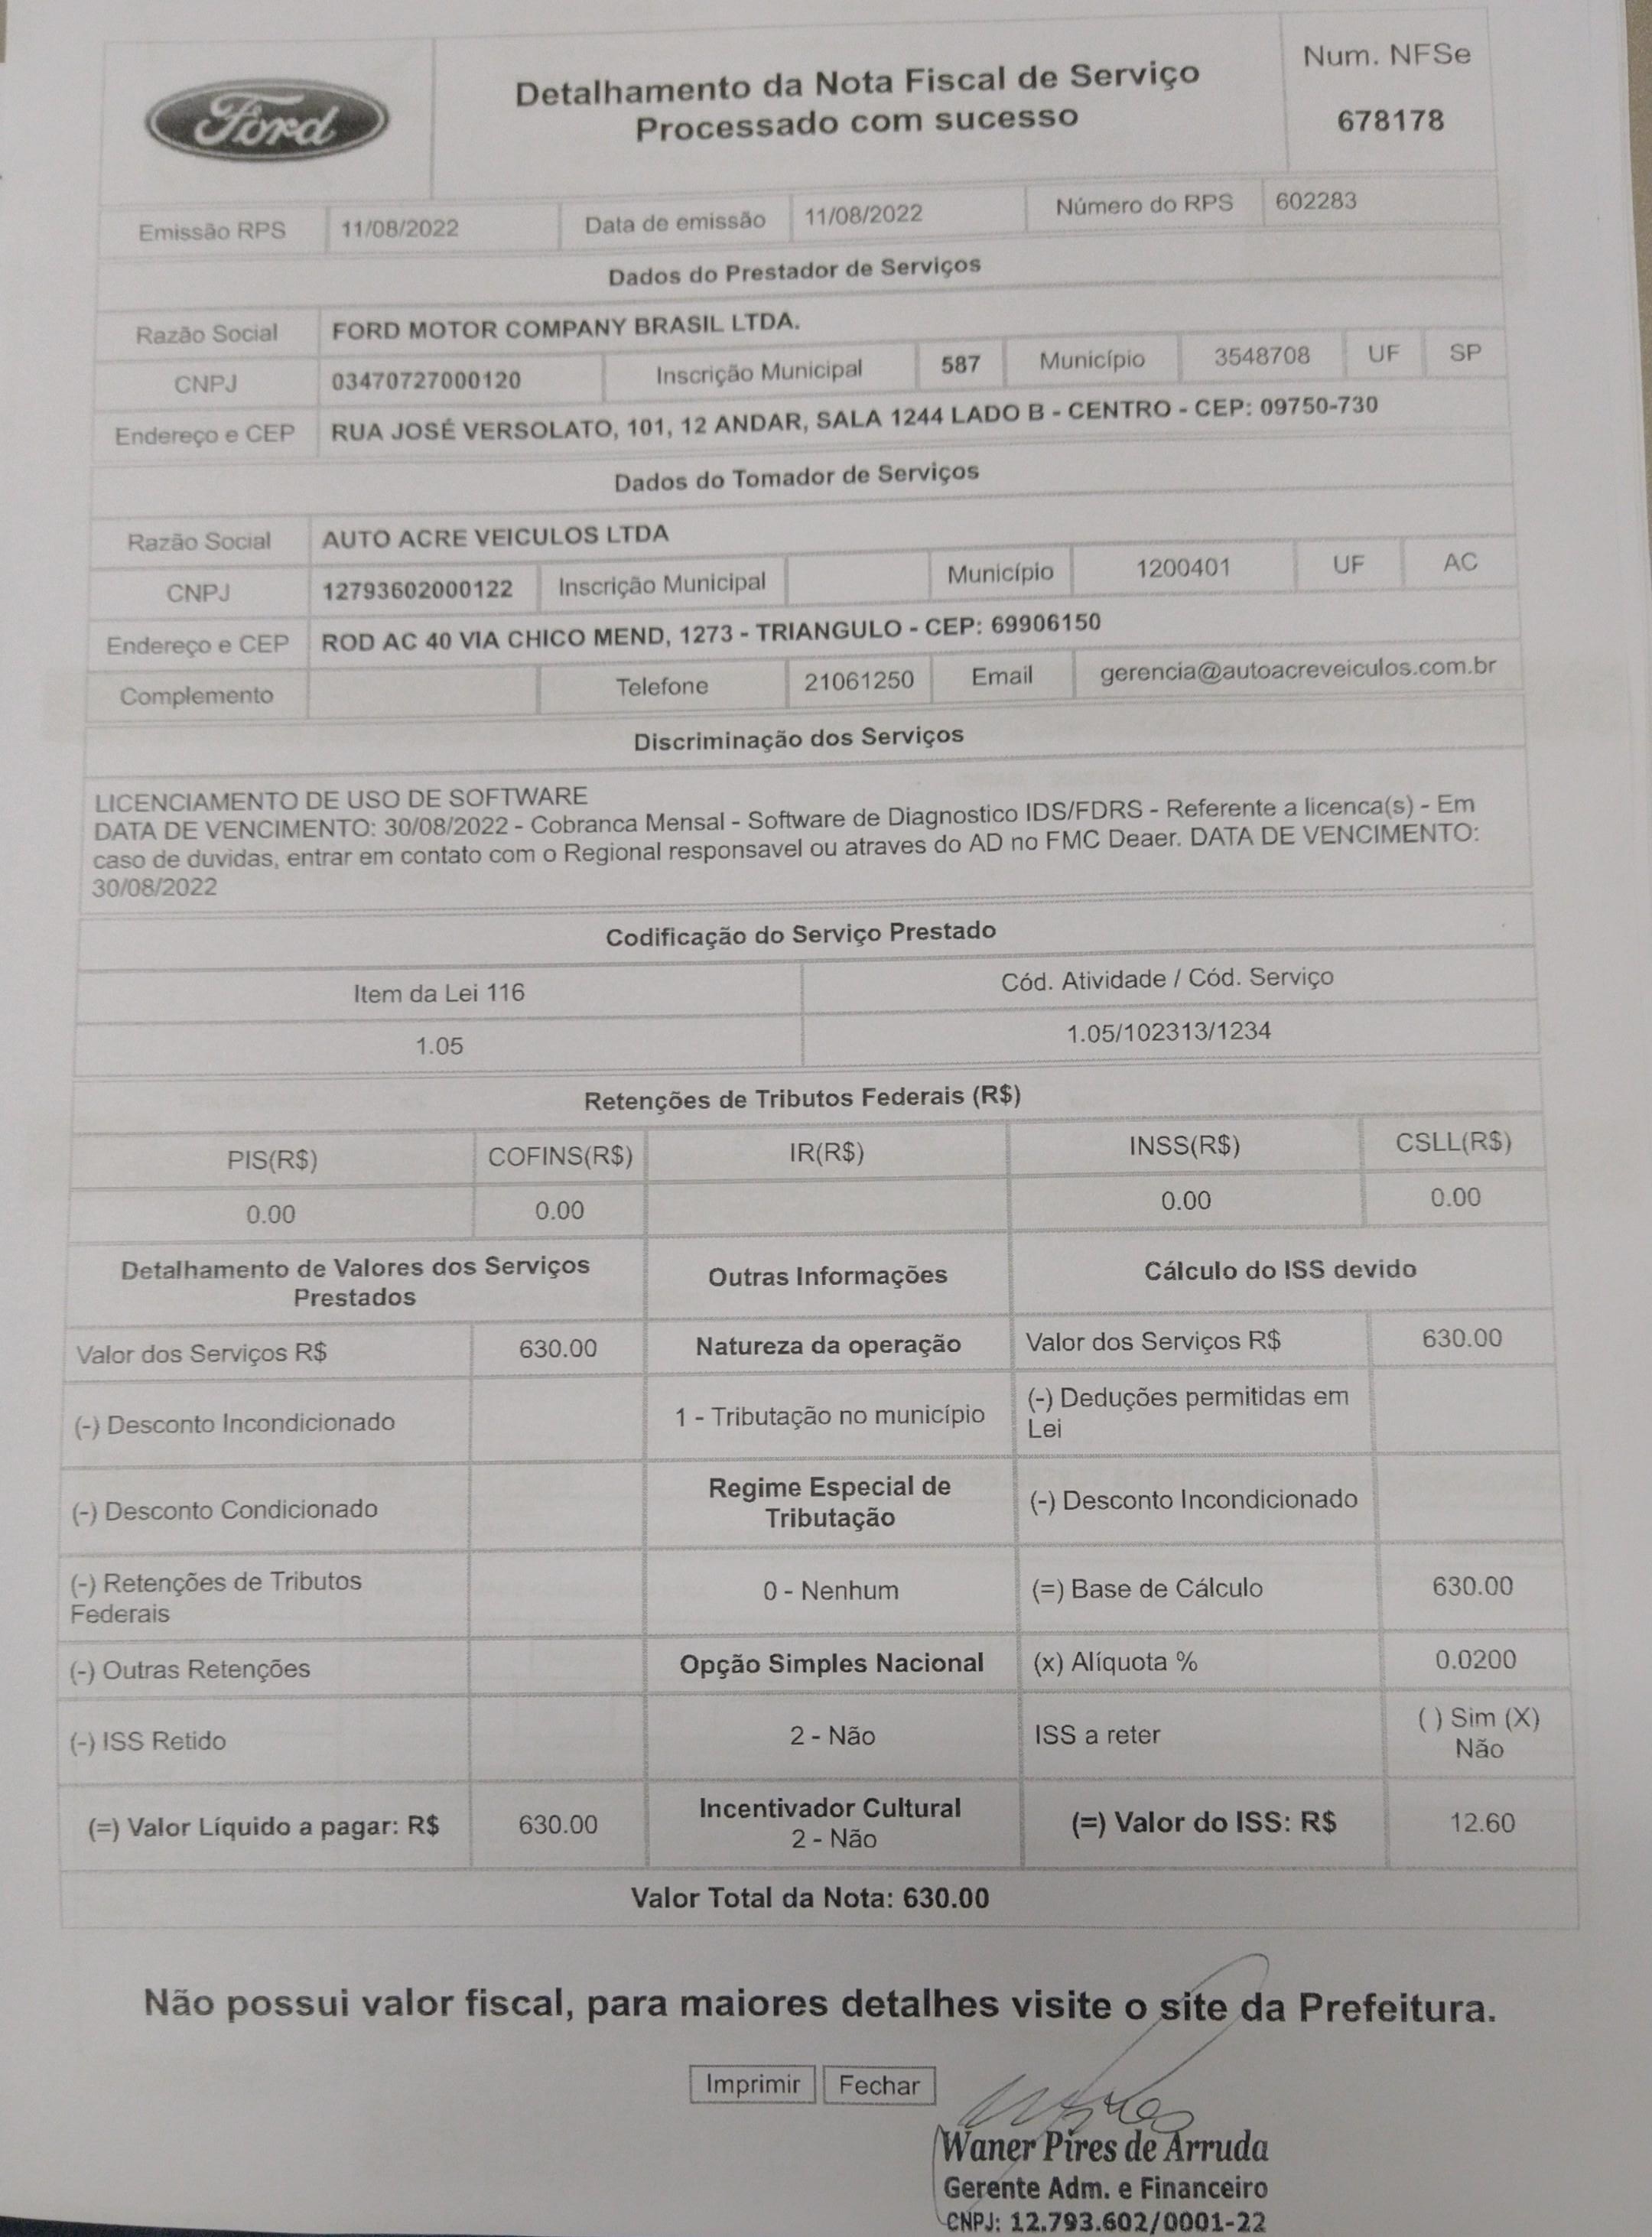 Ford
Detalhamento da Nota Fiscal de Serviço
Processado com sucesso
Num. NFSe
678178
Emissão RPS 11/08/2022 Data de emissão 11/08/2022 Número do RPS 602283
Dados do Prestador de Serviços
Razão Social FORD MOTOR COMPANY BRASIL LTDA.
CNPJ 03470727000120 Inscrição Municipal 587 Município 3548708 UF SP
Endereço e CEP RUA JOSÉ VERSOLATO, 101, 12 ANDAR, SALA 1244 LADO B - CENTRO - CEP: 09750-730
Dados do Tomador de Serviços
Razão Social AUTO ACRE VEICULOS LTDA
CNPJ 12793602000122 Inscrição Municipal Município 1200401 UF AC
Endereço e CEP ROD AC 40 VIA CHICO MEND, 1273 - TRIANGULO - CEP: 69906150
Complemento Telefone 21061250 Email gerencia@autoacreveiculos.com.br
Discriminação dos Serviços
LICENCIAMENTO DE USO DE SOFTWARE
DATA DE VENCIMENTO: 30/08/2022 - Cobranca Mensal - Software de Diagnostico IDS/FDRS - Referente a licenca(s) - Em
caso de duvidas, entrar em contato com o Regional responsavel ou atraves do AD no FMC Deaer. DATA DE VENCIMENTO:
30/08/2022
Codificação do Serviço Prestado
Item da Lei 116 Cód. Atividade / Cód. Serviço
1.05 1.05/102313/1234
Retenções de Tributos Federais (R$)
PIS(R$) COFINS(R$) IR(R$) INSS(R$) CSLL(R$)
0.00 0.00 0.00 0.00
Detalhamento de Valores dos Serviços
Prestados
Outras Informações
Cálculo do ISS devido
Valor dos Serviços R$ 630.00 Natureza da operação Valor dos Serviços R$ 630.00
(-) Desconto Incondicionado 1 - Tributação no município (-) Deduções permitidas em
Lei
(-) Desconto Condicionado Regime Especial de
Tributação
(-) Desconto Incondicionado
(-) Retenções de Tributos
Federais
0 - Nenhum (=) Base de Cálculo 630.00
(-) Outras Retenções Opção Simples Nacional (x) Alíquota % 0.0200
(-) ISS Retido 2 - Não ISS a reter ( ) Sim (X)
Não
(=) Valor Líquido a pagar: R$ 630.00 Incentivador Cultural
2 - Não
(=) Valor do ISS: R$ 12.60
Valor Total da Nota: 630.00
Não possui valor fiscal, para maiores detalhes visite o site da Prefeitura.
Imprimir Fechar
Waner Pires de Arruda
Gerente Adm. e Financeiro
CNPJ: 12.793.602/0001-22